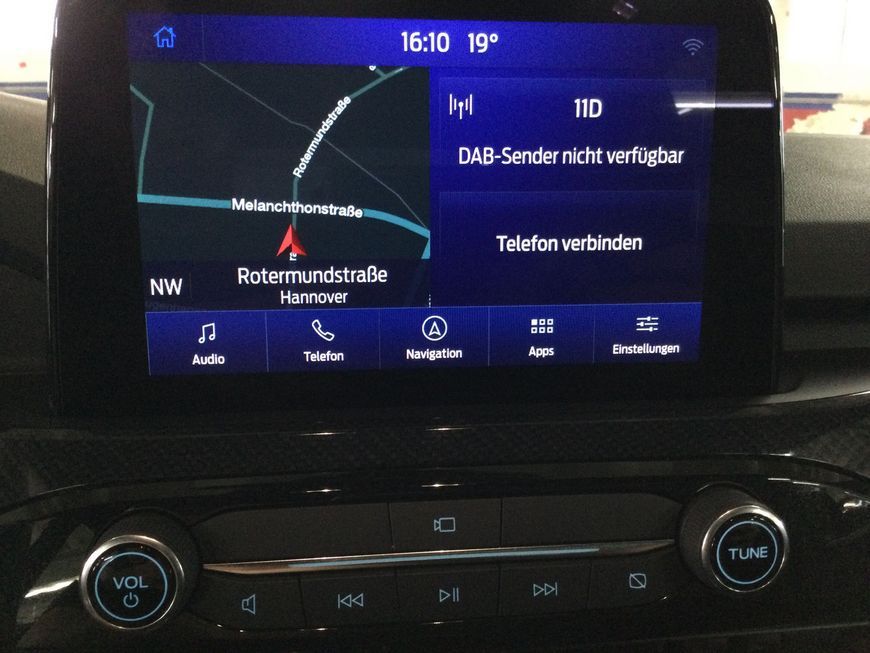 16:10 19°
Rotermundstraße
Melanchthonstraße
NW
Rotermundstraße
Hannover
11D
DAB-Sender nicht verfügbar
Telefon verbinden
Audio
Telefon
Navigation
Apps
Einstellungen
VOL
TUNE